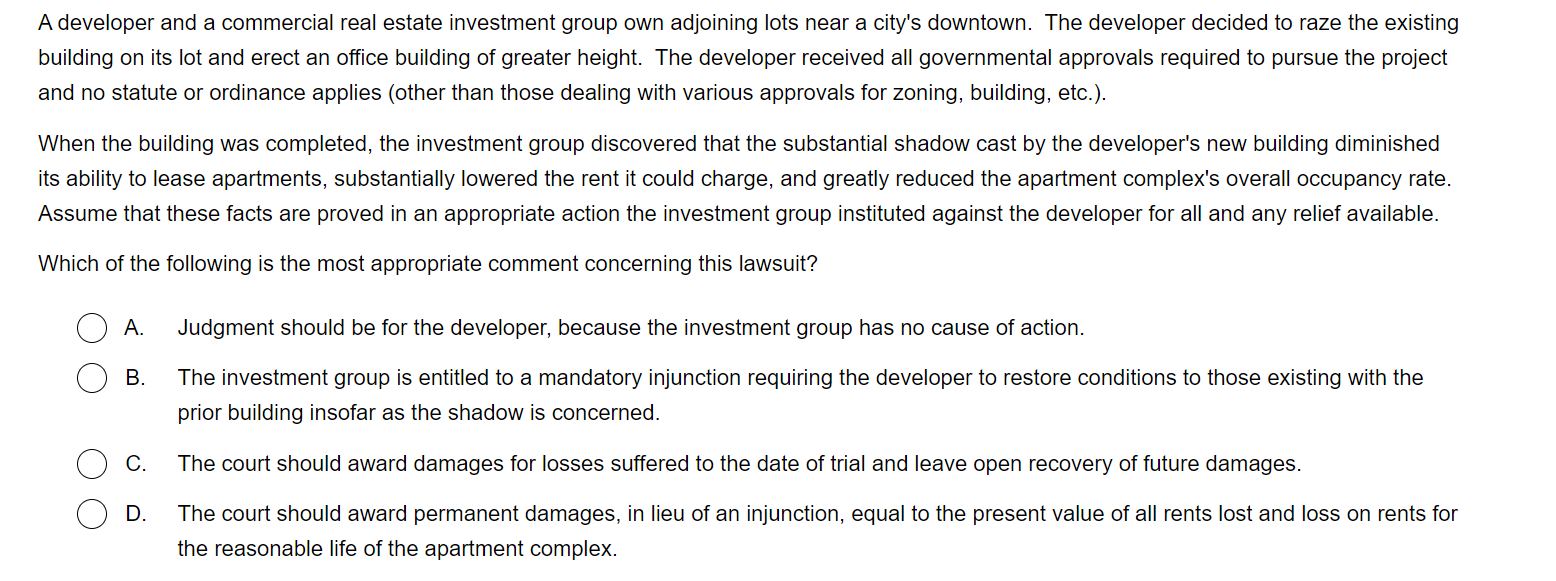 A developer and a commercial real estate investment group own adjoining lots near a city's downtown.  The developer decided to raze the existing
building on its lot and erect an office building of greater height.  The developer received all governmental approvals required to pursue the project
and no statute or ordinance applies (other than those dealing with various approvals for zoning, building, etc.).
When the building was completed, the investment group discovered that the substantial shadow cast by the developer's new building diminished
its ability to lease apartments, substantially lowered the rent it could charge, and greatly reduced the apartment complex's overall occupancy rate.
Assume that these facts are proved in an appropriate action the investment group instituted against the developer for all and any relief available.
Which of the following is the most appropriate comment concerning this lawsuit?
A. Judgment should be for the developer, because the investment group has no cause of action.
B. The investment group is entitled to a mandatory injunction requiring the developer to restore conditions to those existing with the
prior building insofar as the shadow is concerned.
C. The court should award damages for losses suffered to the date of trial and leave open recovery of future damages.
D. The court should award permanent damages, in lieu of an injunction, equal to the present value of all rents lost and loss on rents for
the reasonable life of the apartment complex.